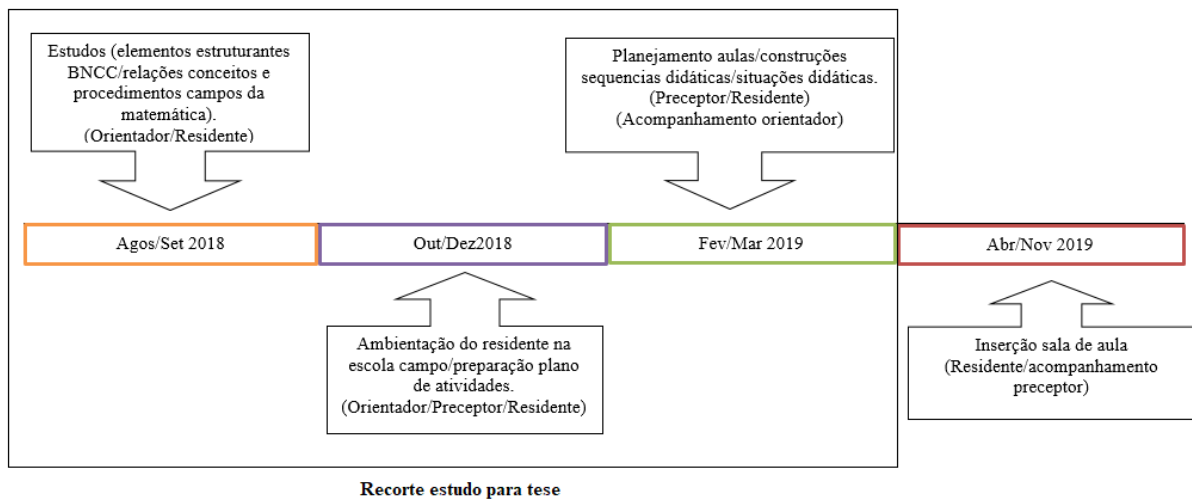 Estudos (elementos estruturantes
BNCC/relações conceitos e
procedimentos campos da
matemática).
(Orientador/Residente)
Planejamento aulas/construções
sequencias didáticas/situações didáticas.
(Preceptor/Residente)
(Acompanhamento orientador)
Agos/Set 2018
Out/Dez2018
Fev/Mar 2019
Abr/Nov 2019
Ambientação do residente na
escola campo/preparação plano
de atividades.
(Orientador/Preceptor/Residente)
Inserção sala de aula
(Residente/acompanhamento
preceptor)
Recorte estudo para tese